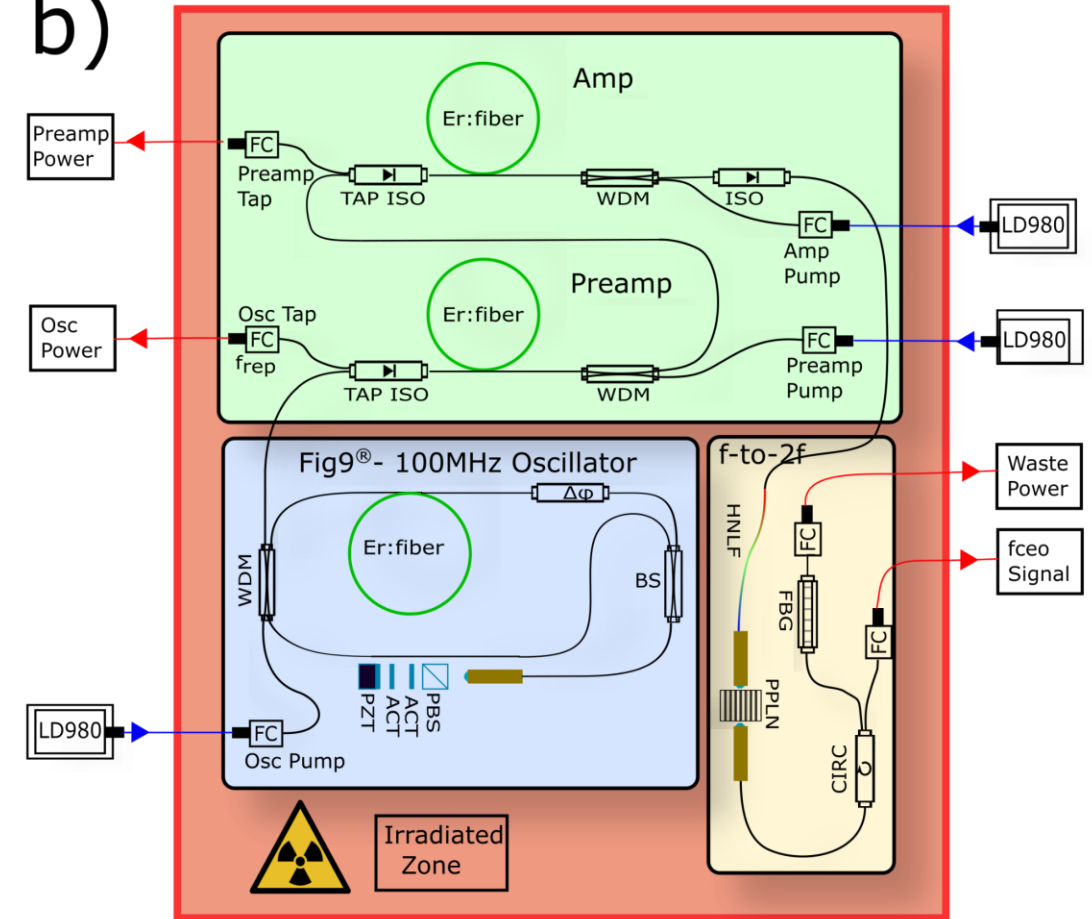 b)
Amp
Er:fiber
Preamp
Power
FC
Preamp
Tap
TAP ISO
WDM
ISO
FC
Amp
Pump
LD980
Preamp
Er:fiber
Osc
Power
Osc Tap
FC
frep
TAP ISO
WDM
FC
Preamp
Pump
LD980
Fig9®- 100MHz Oscillator
Δφ
Er:fiber
WDM
BS
PZT
ACT
ACT
PBS
LD980
FC
Osc Pump
f-to-2f
HNLF
FC
FBG
FC
PPLN
CIRC
Waste
Power
fceo
Signal
Irradiated
Zone